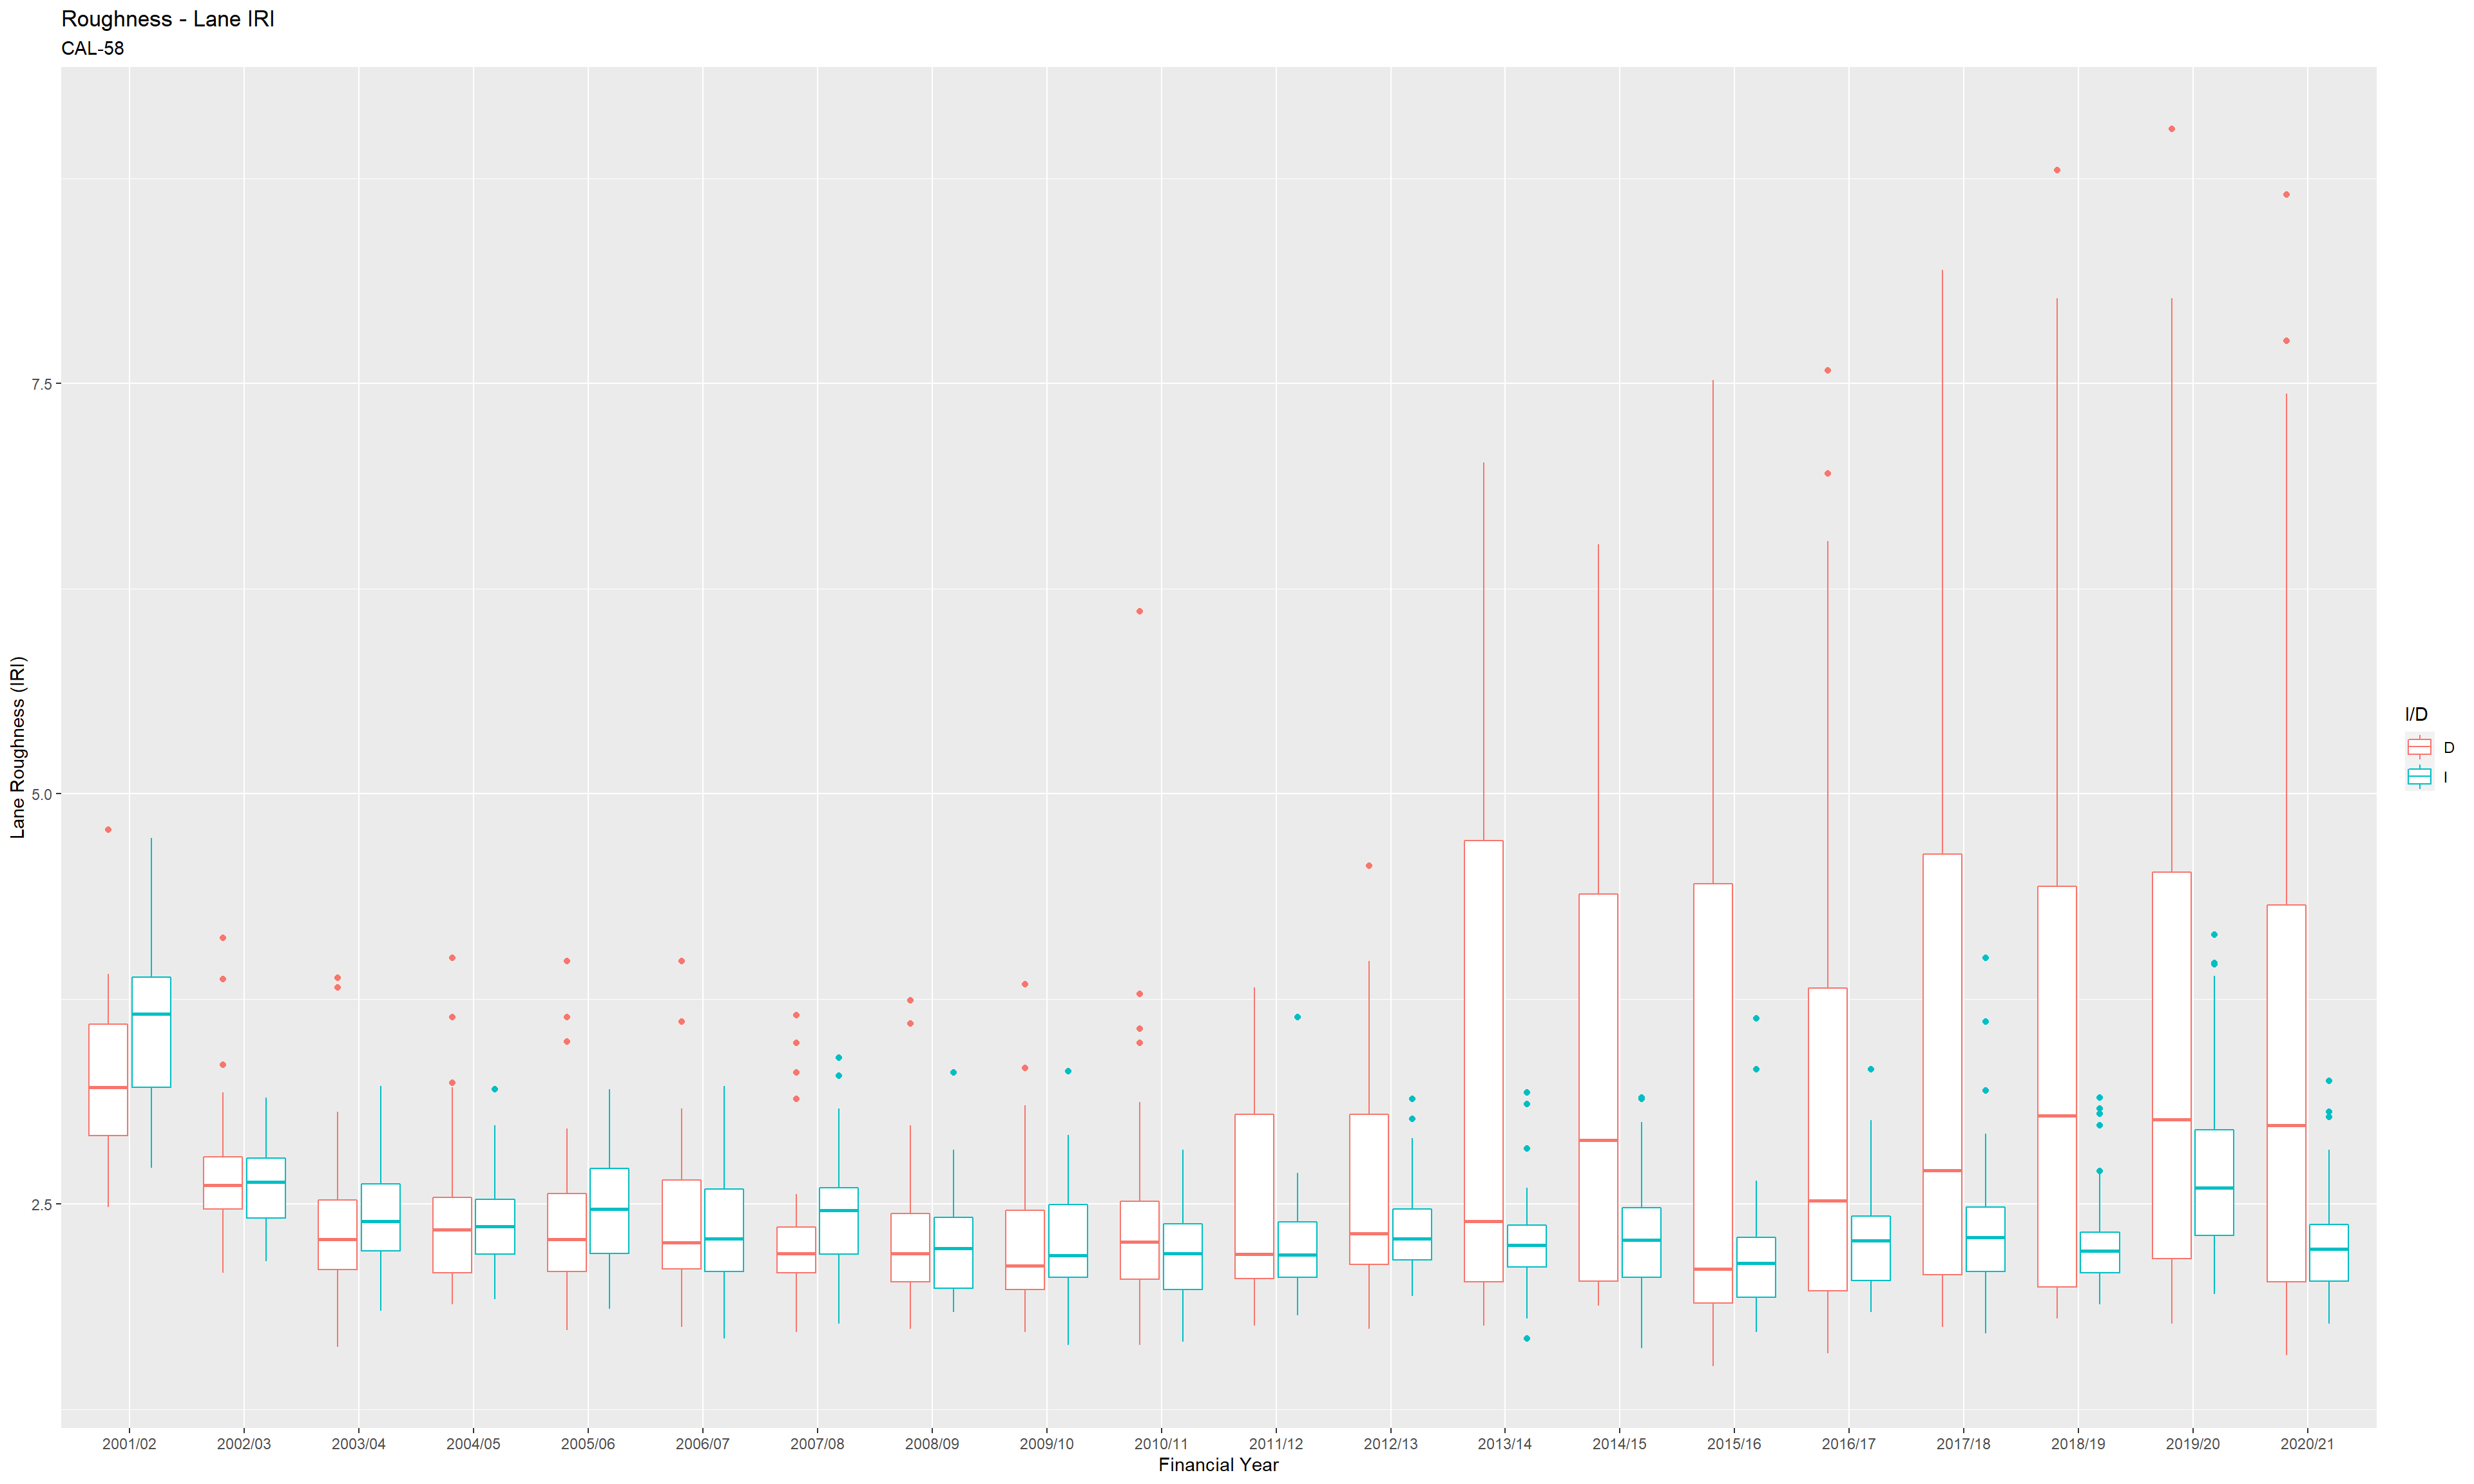 Roughness - Lane IRI
CAL-58
Lane Roughness (IRI)
7.5
5.0
2.5
2001/02 2002/03 2003/04 2004/05 2005/06 2006/07 2007/08 2008/09 2009/10 2010/11 2011/12 2012/13 2013/14 2014/15 2015/16 2016/17 2017/18 2018/19 2019/20 2020/21
Financial Year
I/D
D
I